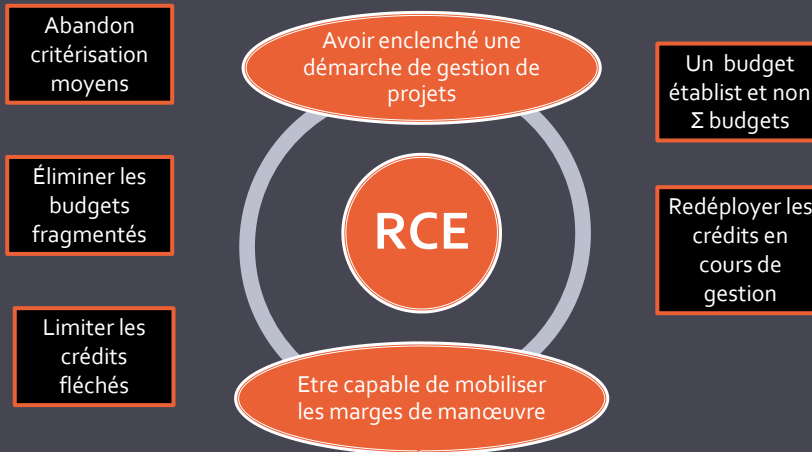 Abandon
critérisation
moyens
Éliminer les
budgets
fragmentés
Limiter les
crédits
fléchés
Avoir enclenché une
démarche de gestion de
projets
RCE
Etre capable de mobiliser
les marges de manœuvre
Un budget
établist et non
Σ budgets
Redéployer les
crédits en
cours de
gestion